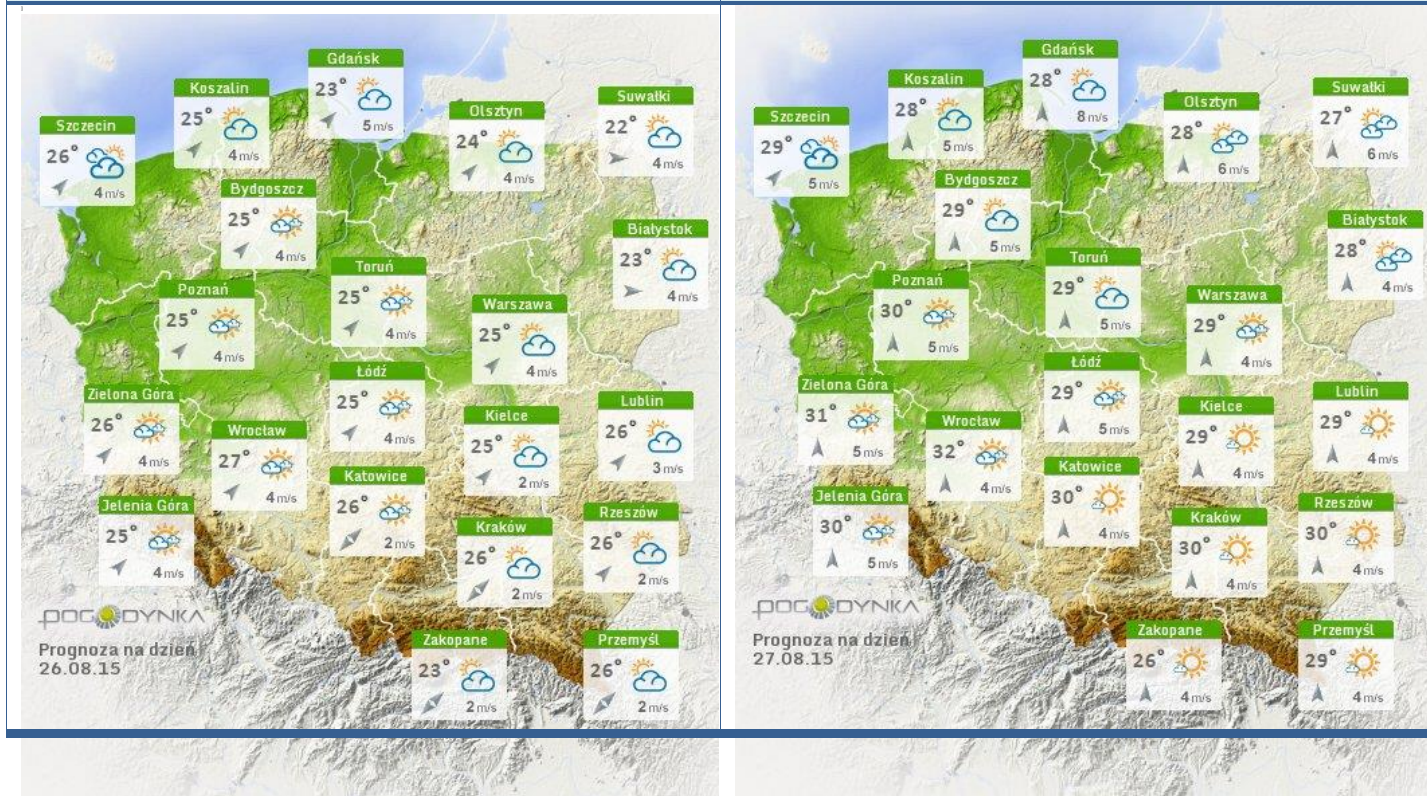 Gdańsk
23°
5 m/s
Koszalin
25°
4 m/s
Olsztyn
24°
4 m/s
Suwałki
22°
4 m/s
Szczecin
26°
4 m/s
Bydgoszcz
25°
4 m/s
Białystok
23°
4 m/s
Toruń
25°
4 m/s
Poznań
25°
4 m/s
Warszawa
25°
4 m/s
Łódź
25°
4 m/s
Zielona Góra
26°
4 m/s
Lublin
26°
3 m/s
Kielce
25°
2 m/s
Wrocław
27°
4 m/s
Katowice
26°
2 m/s
Jelenia Góra
25°
4 m/s
Rzeszów
26°
2 m/s
Kraków
26°
2 m/s
Zakopane
23°
2 m/s
Przemyśl
26°
2 m/s
POGODYNKA
Prognoza na dzień
26.08.15
Gdańsk
28°
8 m/s
Koszalin
28°
5 m/s
Olsztyn
28°
6 m/s
Suwałki
27°
6 m/s
Szczecin
29°
5 m/s
Bydgoszcz
29°
5 m/s
Białystok
28°
4 m/s
Toruń
29°
5 m/s
Poznań
30°
5 m/s
Warszawa
29°
4 m/s
Łódź
29°
5 m/s
Zielona Góra
31°
5 m/s
Lublin
29°
4 m/s
Kielce
29°
4 m/s
Wrocław
32°
4 m/s
Katowice
30°
4 m/s
Jelenia Góra
30°
5 m/s
Rzeszów
30°
4 m/s
Kraków
30°
4 m/s
Zakopane
26°
4 m/s
Przemyśl
29°
4 m/s
POGODYNKA
Prognoza na dzień
27.08.15